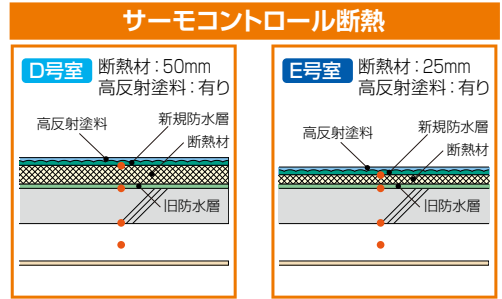 サーモコントロール断熱
D号室
断熱材：50mm
高反射塗料：有り
高反射塗料
新規防水層
断熱材
旧防水層
E号室
断熱材：25mm
高反射塗料：有り
高反射塗料
新規防水層
断熱材
旧防水層